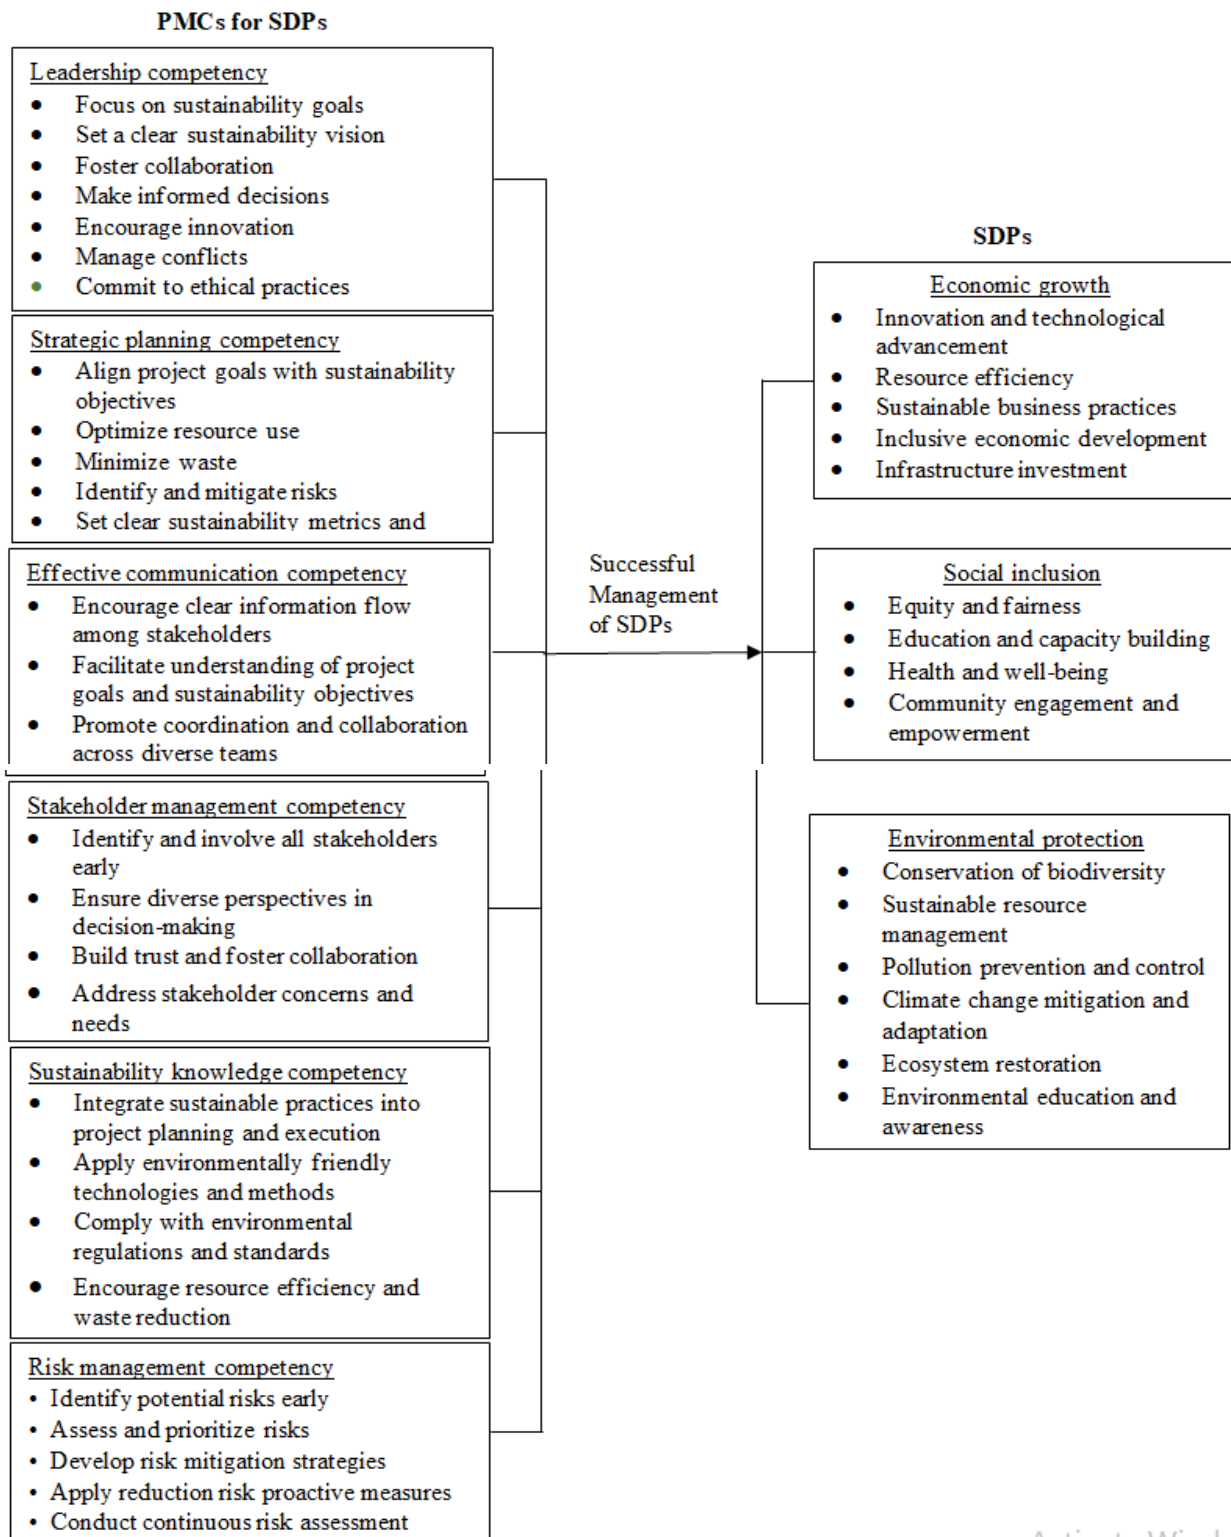 PMCs for SDPs
Leadership competency
• Focus on sustainability goals
• Set a clear sustainability vision
• Foster collaboration
• Make informed decisions
• Encourage innovation
• Manage conflicts
• Commit to ethical practices
Strategic planning competency
• Align project goals with sustainability
objectives
• Optimize resource use
• Minimize waste
• Identify and mitigate risks
• Set clear sustainability metrics and
Effective communication competency
• Encourage clear information flow
among stakeholders
• Facilitate understanding of project
goals and sustainability objectives
• Promote coordination and collaboration
across diverse teams
Stakeholder management competency
• Identify and involve all stakeholders
early
• Ensure diverse perspectives in
decision-making
• Build trust and foster collaboration
• Address stakeholder concerns and
needs
Sustainability knowledge competency
• Integrate sustainable practices into
project planning and execution
• Apply environmentally friendly
technologies and methods
• Comply with environmental
regulations and standards
• Encourage resource efficiency and
waste reduction
Risk management competency
• Identify potential risks early
• Assess and prioritize risks
• Develop risk mitigation strategies
• Apply reduction risk proactive measures
• Conduct continuous risk assessment
Successful
Management
of SDPs
SDPs
Economic growth
• Innovation and technological
advancement
• Resource efficiency
• Sustainable business practices
• Inclusive economic development
• Infrastructure investment
Social inclusion
• Equity and fairness
• Education and capacity building
• Health and well-being
• Community engagement and
empowerment
Environmental protection
• Conservation of biodiversity
• Sustainable resource
management
• Pollution prevention and control
• Climate change mitigation and
adaptation
• Ecosystem restoration
• Environmental education and
awareness